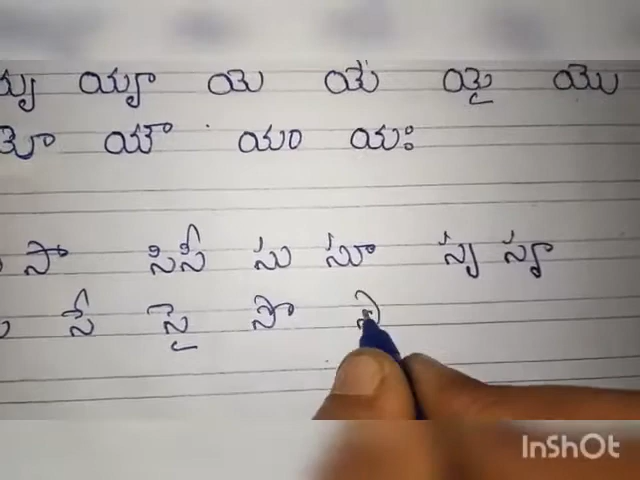 యౄ యె యే యై యొ
యౌ యం యః
సా సి సీ సు సూ సృ సౄ
సే సై సొ
InShOt